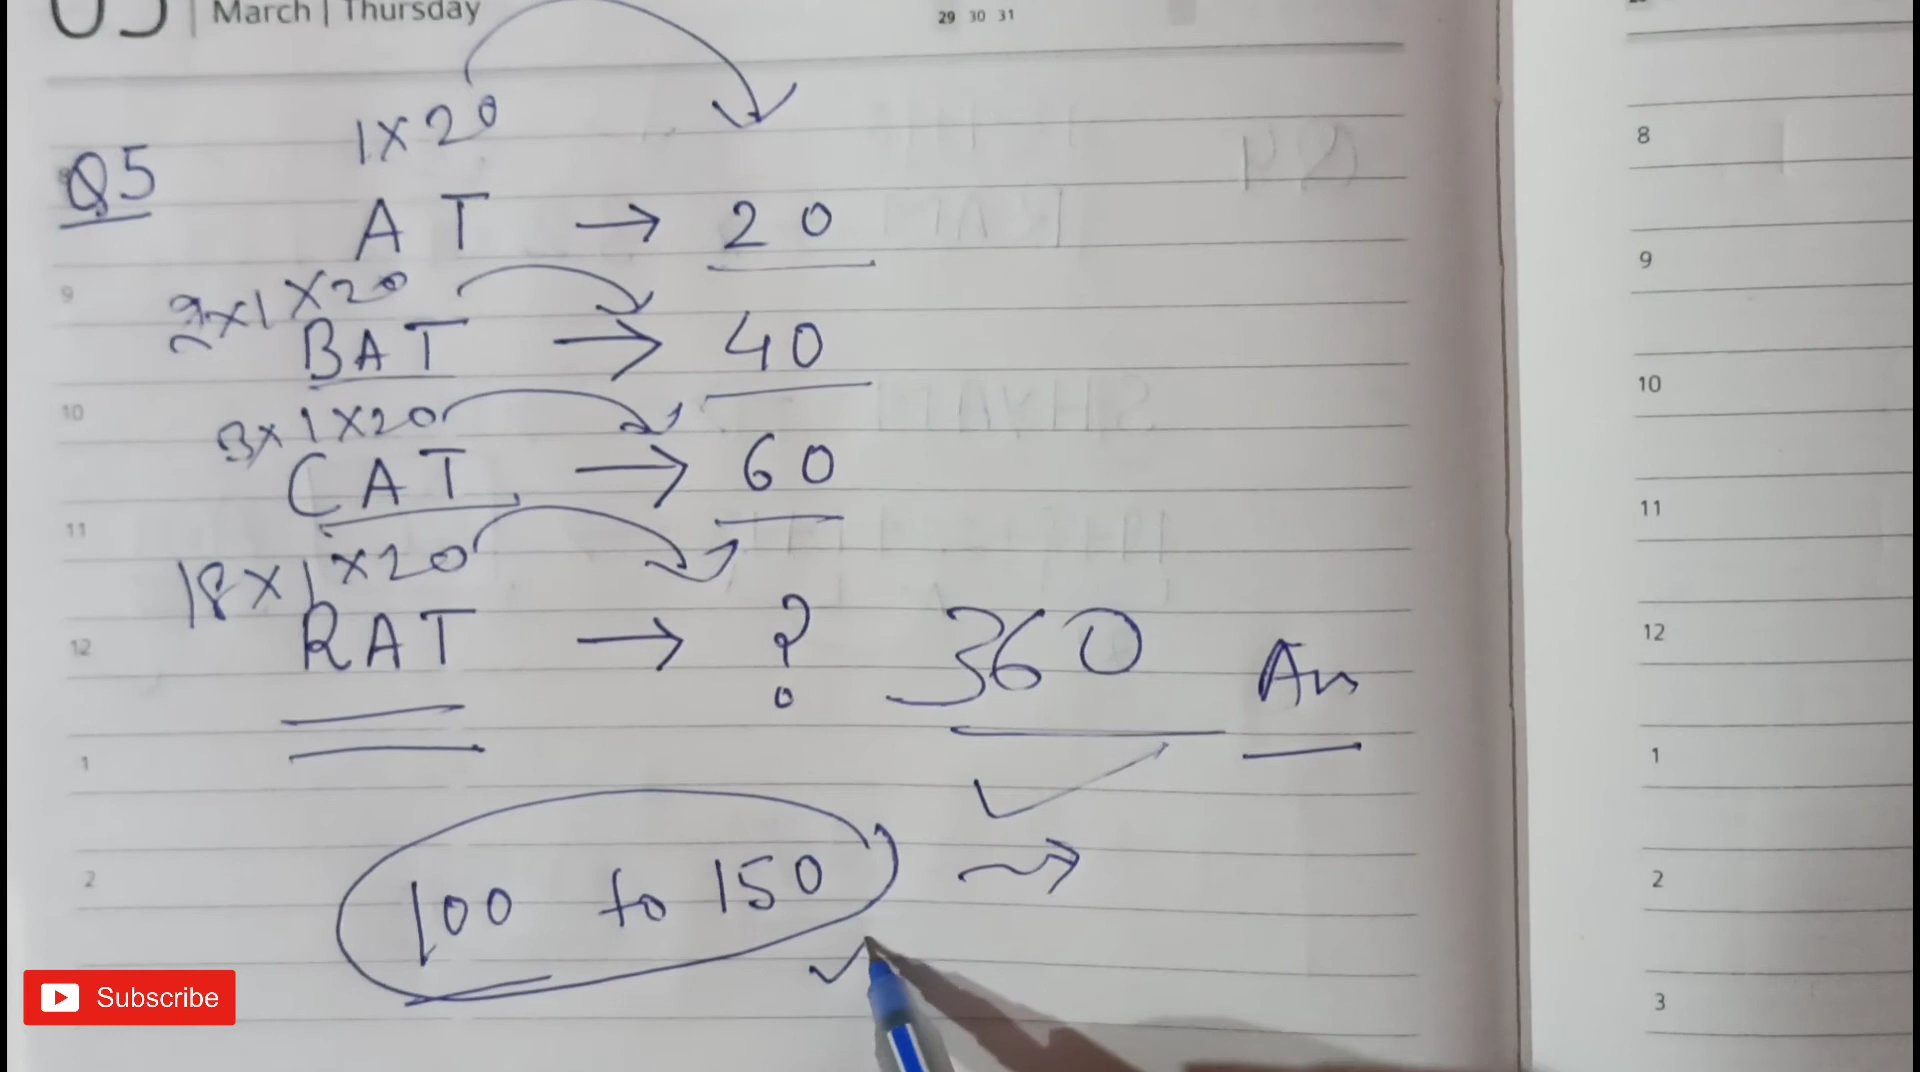 March | Thursday
29 30 31
1 X 20
Q5
8
A T → 20
9
2 X 1 X 20
BAT → 40
10
3 X 1 X 20
CAT → 60
11
18 X 1 X 20
12
RAT → ? 360 An
1
2
100 to 150 →
Subscribe
8
9
10
11
12
1
2
3